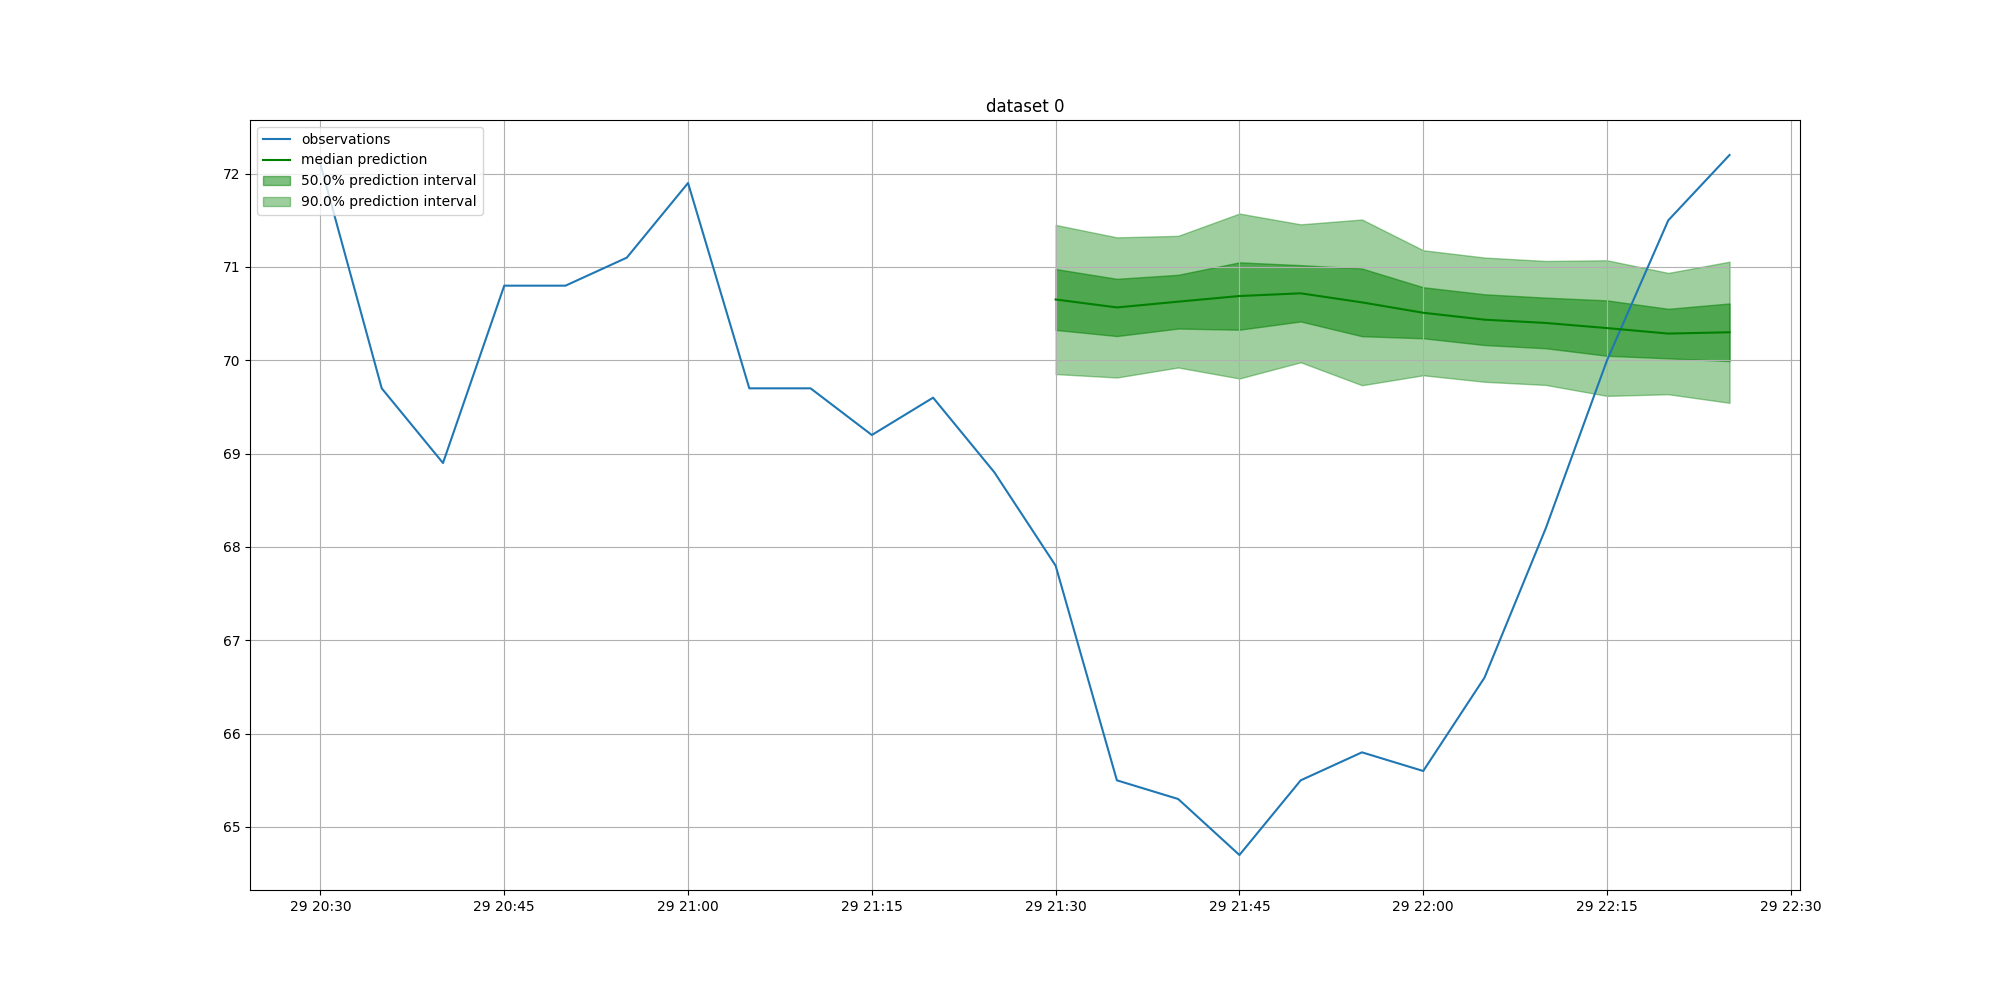 dataset 0
observations
median prediction
50.0% prediction interval
90.0% prediction interval
72
71
70
69
68
67
66
65
29 20:30 29 20:45 29 21:00 29 21:15 29 21:30 29 21:45 29 22:00 29 22:15 29 22:30